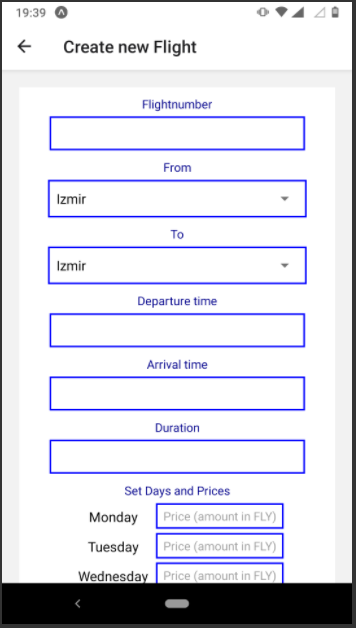 19:39
Create new Flight
Flightnumber
From
Izmir
To
Izmir
Departure time
Arrival time
Duration
Set Days and Prices
Monday Price (amount in FLY)
Tuesday Price (amount in FLY)
Wednesday Price (amount in FLY)